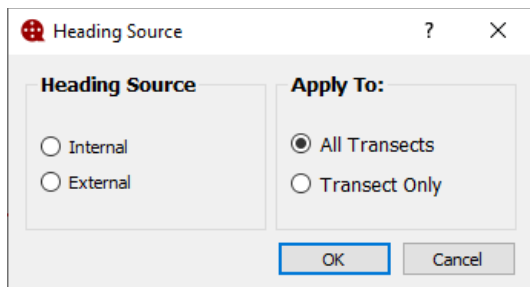 Heading Source
?
Heading Source
Internal
External
Apply To:
All Transects
Transect Only
OK
Cancel